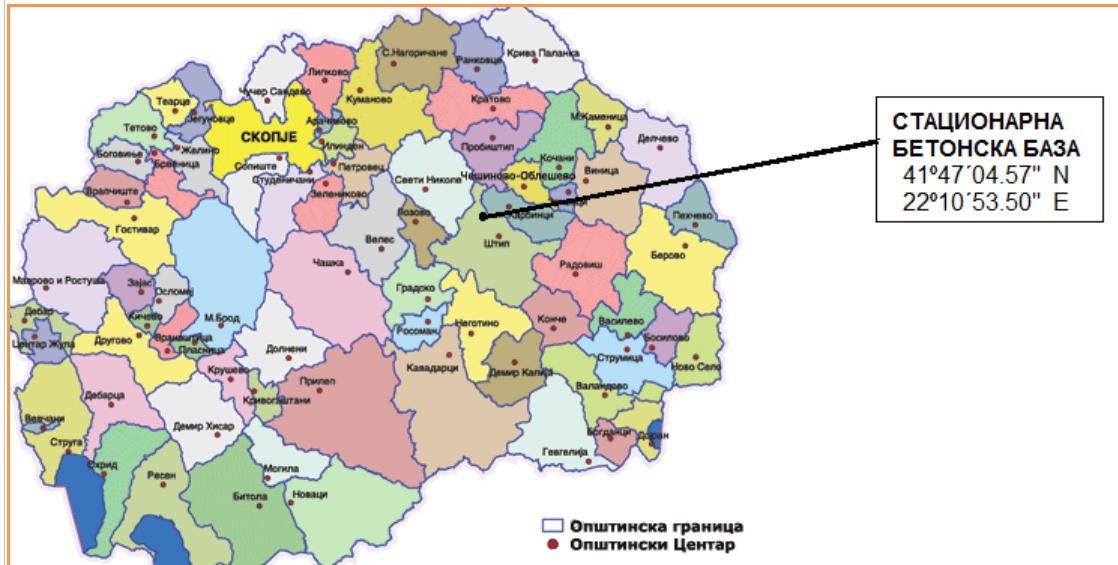 С.Нагоричане
Ранковце
Крива Паланка
Липково
Чучер Сандево
Куманово
Кратово
Теарце
Јегуновце
Арачиново
М.Каменица
СКОПЈЕ
Тетово
Пробиштип
Делчево
Желино
Илинден
Боговиње
Брвеница
Сопиште
Петровец
Кочани
Студеничани
Чешиново-Облешево
Виница
Врапчиште
Зелениково
Свети Николе
Карбинци
Лозово
Пехчево
Гостивар
Велес
Штип
Берово
Чашка
Радовиш
Маврово и Ростуша
Зајас
Осломеј
Градско
Дебар
Кичево
М.Брод
Росоман
Неготино
Конче
Василево
Центар Жупа
Другово
Вранештица
Пласница
Долнени
Босилово
Струмица
Ново Село
Крушево
Кавадарци
Демир Капија
Прилеп
Валандово
Дебарца
Кривогаштани
Вевчани
Демир Хисар
Богданци
Струга
Гевгелија
Охрид
Могила
Ресен
Битола
Новаци
СТАЦИОНАРНА
БЕТОНСКА БАЗА
41º47´04.57" N
22º10´53.50" E
Општинска граница
Општински Центар